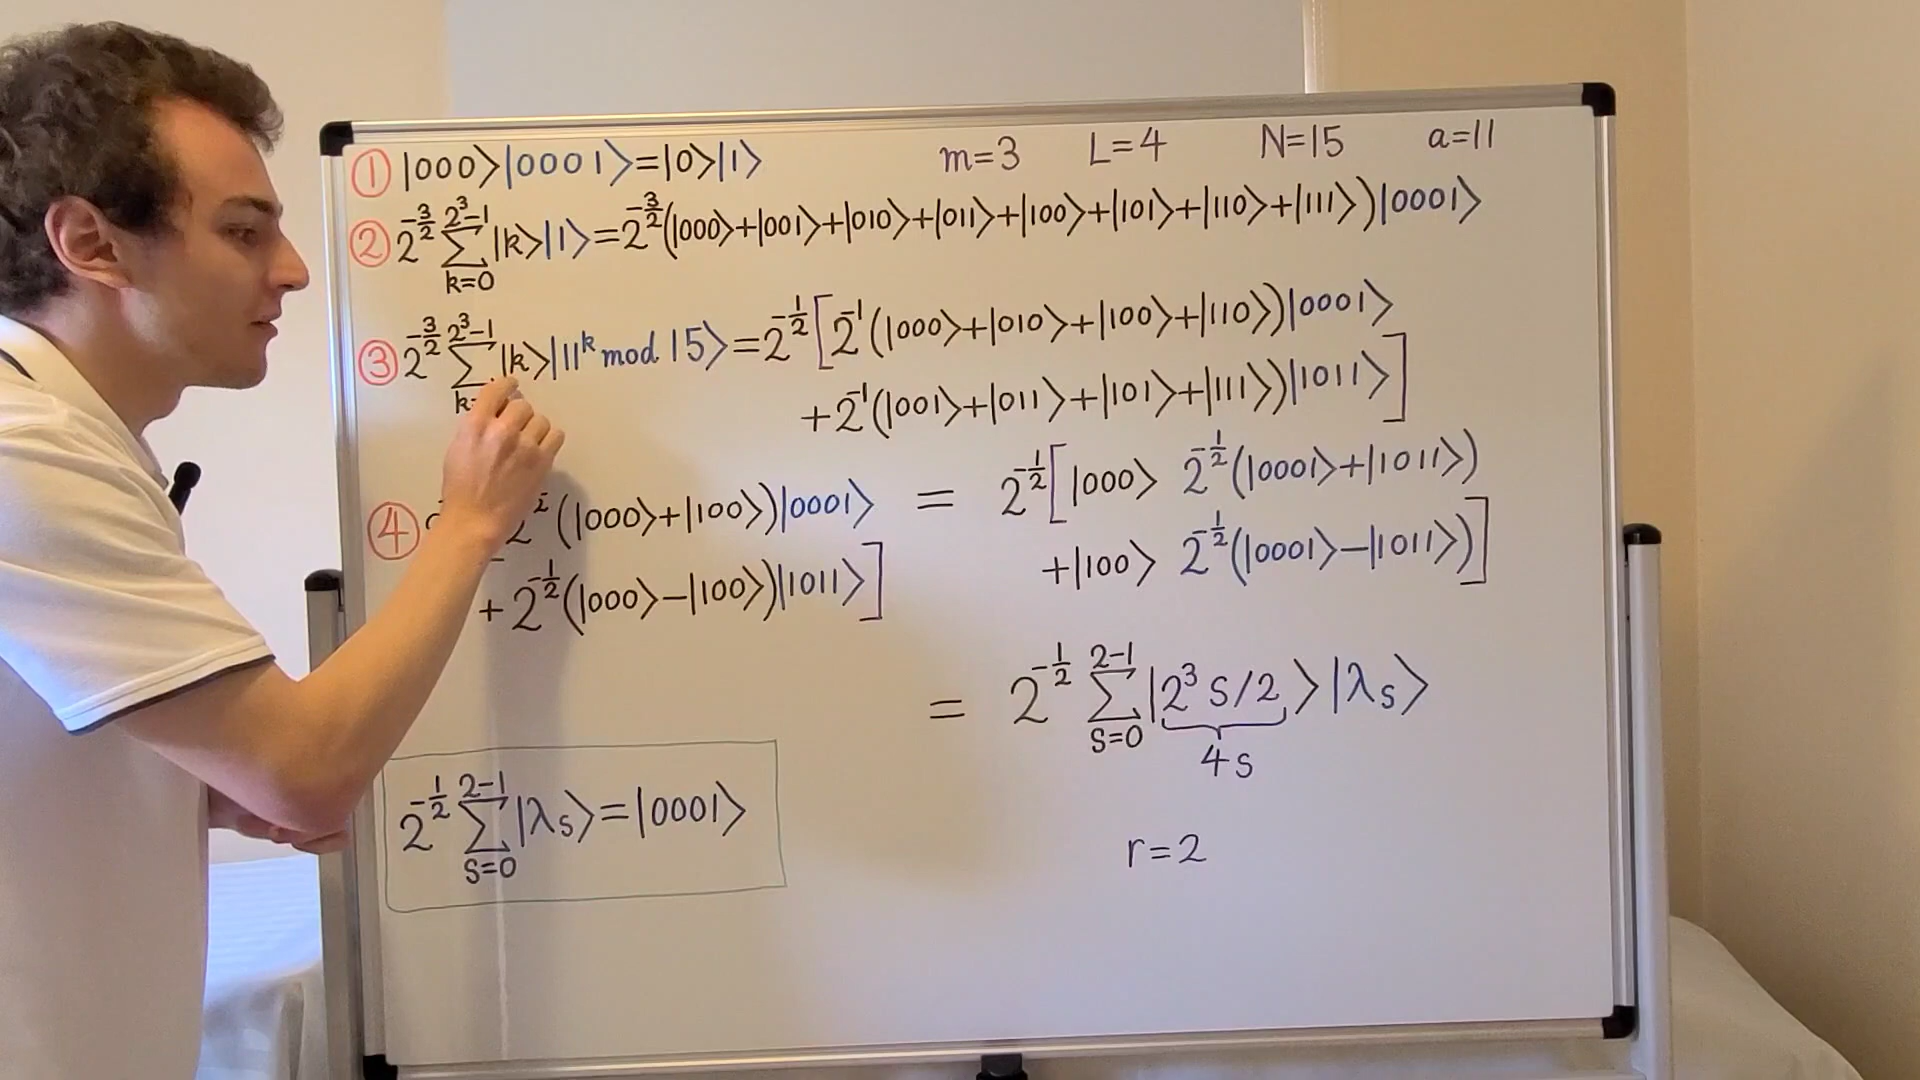 ① |000⟩|0001⟩=|0⟩|1⟩
m=3 L=4 N=15 a=11
② 2^{-3/2} ∑_{k=0}^{2^3-1} |k⟩|1⟩=2^{-3/2}(|000⟩+|001⟩+|010⟩+|011⟩+|100⟩+|101⟩+|110⟩+|111⟩)|0001⟩
③ 2^{-3/2} ∑_{k=}^{2^3-1} |k⟩|11^k mod 15⟩=2^{-1/2}[2^{-1}(|000⟩+|010⟩+|100⟩+|110⟩)|0001⟩
+2^{-1}(|001⟩+|011⟩+|101⟩+|111⟩)|1011⟩]
④ (|000⟩+|100⟩)|0001⟩ = 2^{-1/2}[|000⟩ 2^{-1/2}(|0001⟩+|1011⟩)
+ 2^{-1/2}(|000⟩-|100⟩)|1011⟩] +|100⟩ 2^{-1/2}(|0001⟩-|1011⟩)]
= 2^{-1/2} ∑_{s=0}^{2-1} |2^3 s/2⟩|λ_s⟩
4s
2^{-1/2} ∑_{s=0}^{2-1} |λ_s⟩=|0001⟩
r=2